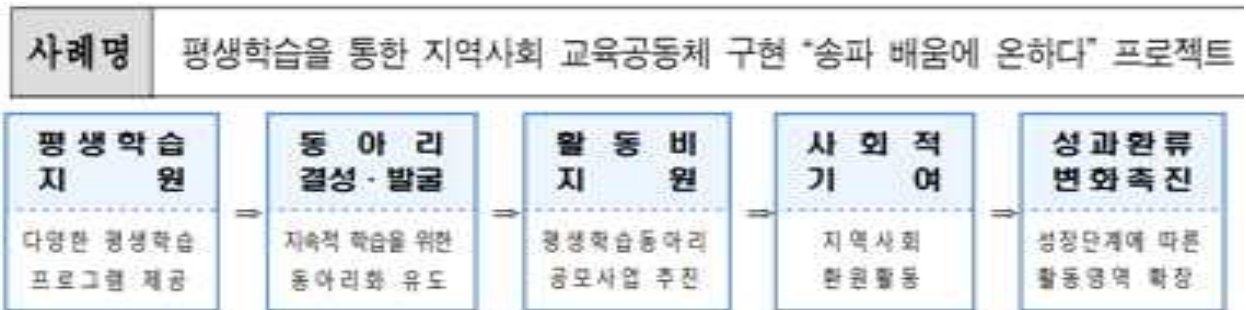 사례명 평생학습을 통한 지역사회 교육공동체 구현 “송파 배움에 온하다” 프로젝트
평생학습
지원
다양한 평생학습
프로그램 제공
⇒
동아리
결성·발굴
지속적 학습을 위한
동아리화 유도
⇒
활동비
지원
평생학습동아리
공모사업 추진
⇒
사회적
기여
지역사회
환원활동
⇒
성과환류
변화촉진
성장단계에 따른
활동영역 확장